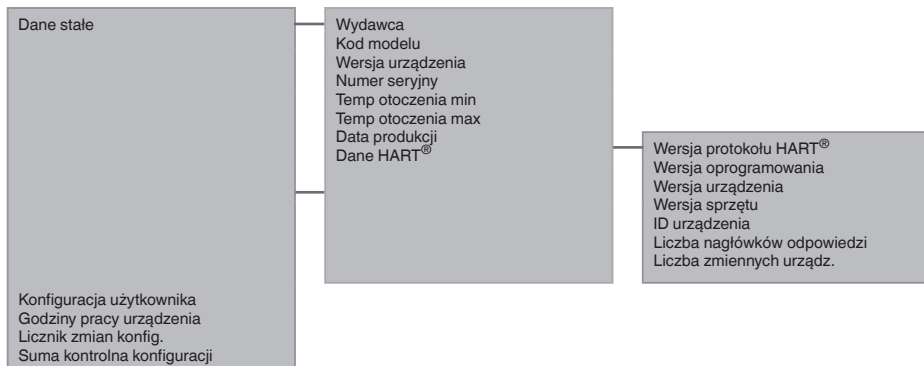 Dane stałe
Wydawca
Kod modelu
Wersja urządzenia
Numer seryjny
Temp otoczenia min
Temp otoczenia max
Data produkcji
Dane HART®
Wersja protokołu HART®
Wersja oprogramowania
Wersja urządzenia
Wersja sprzętu
ID urządzenia
Liczba nagłówków odpowiedzi
Liczba zmiennych urządz.
Konfiguracja użytkownika
Godziny pracy urządzenia
Licznik zmian konfig.
Suma kontrolna konfiguracji